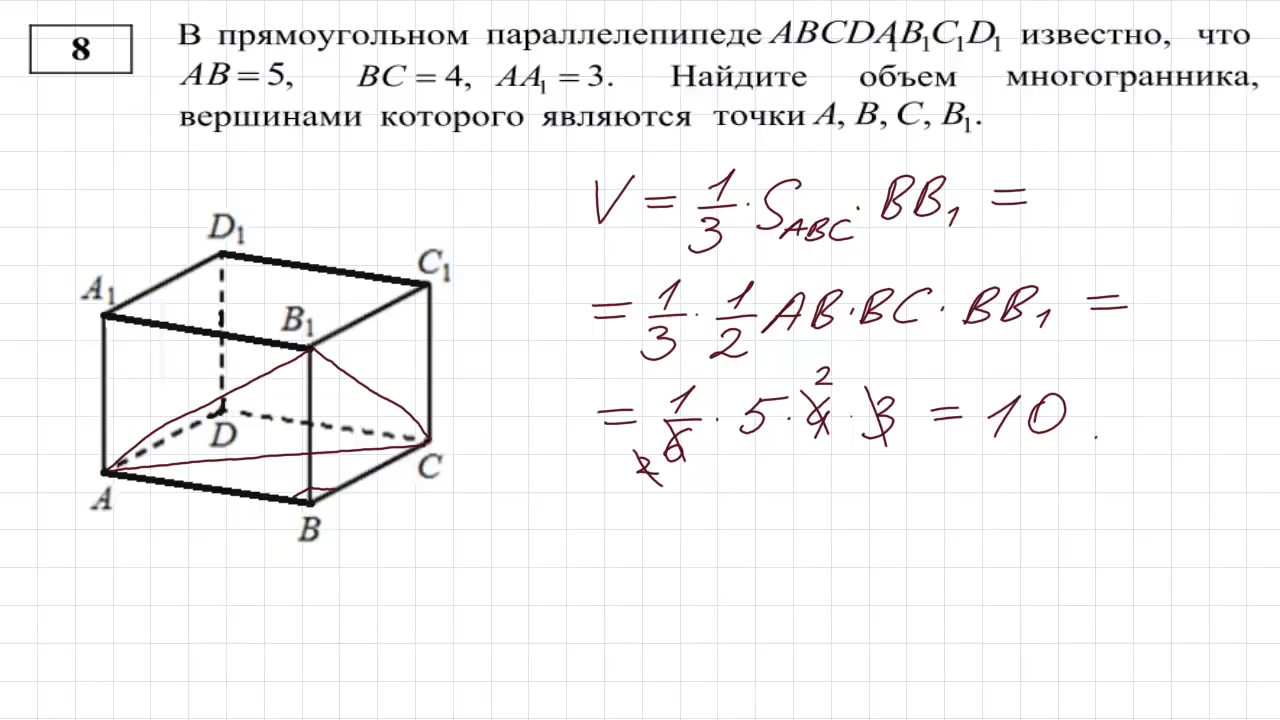 8
В прямоугольном параллелепипеде ABCDA₁B₁C₁D₁ известно, что
AB = 5, BC = 4, AA₁ = 3. Найдите объем многогранника,
вершинами которого являются точки A, B, C, B₁.
V = 1/3 · S_ABC · BB₁ =
= 1/3 · 1/2 AB · BC · BB₁ =
2
= 1/6 · 5 · 4 · 3 = 10
2
D₁
C₁
A₁
B₁
D
C
A
B